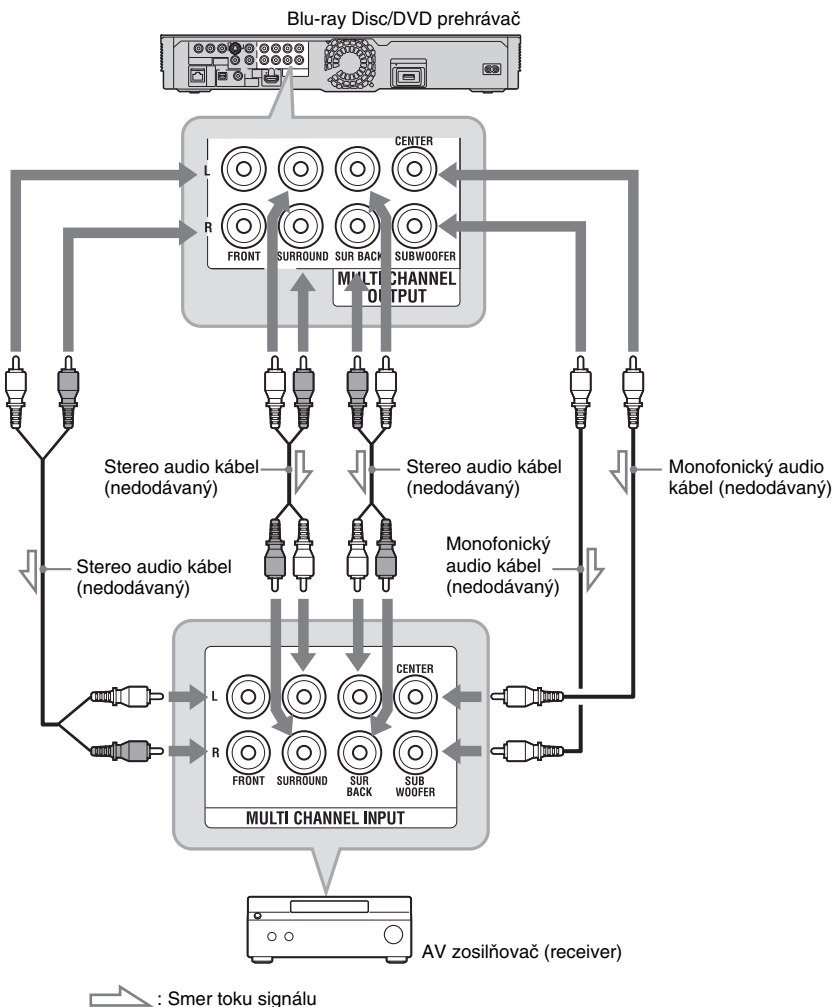 Blu-ray Disc/DVD prehrávač
CENTER
L
R
FRONT SURROUND SUR BACK SUBWOOFER
MULTI CHANNEL
OUTPUT
Stereo audio kábel
(nedodávaný)
Stereo audio kábel
(nedodávaný)
Monofonický audio
kábel (nedodávaný)
Stereo audio kábel
(nedodávaný)
Monofonický
audio kábel
(nedodávaný)
CENTER
L
R
FRONT SURROUND SUR
BACK SUB
WOOFER
MULTI CHANNEL INPUT
AV zosilňovač (receiver)
: Smer toku signálu